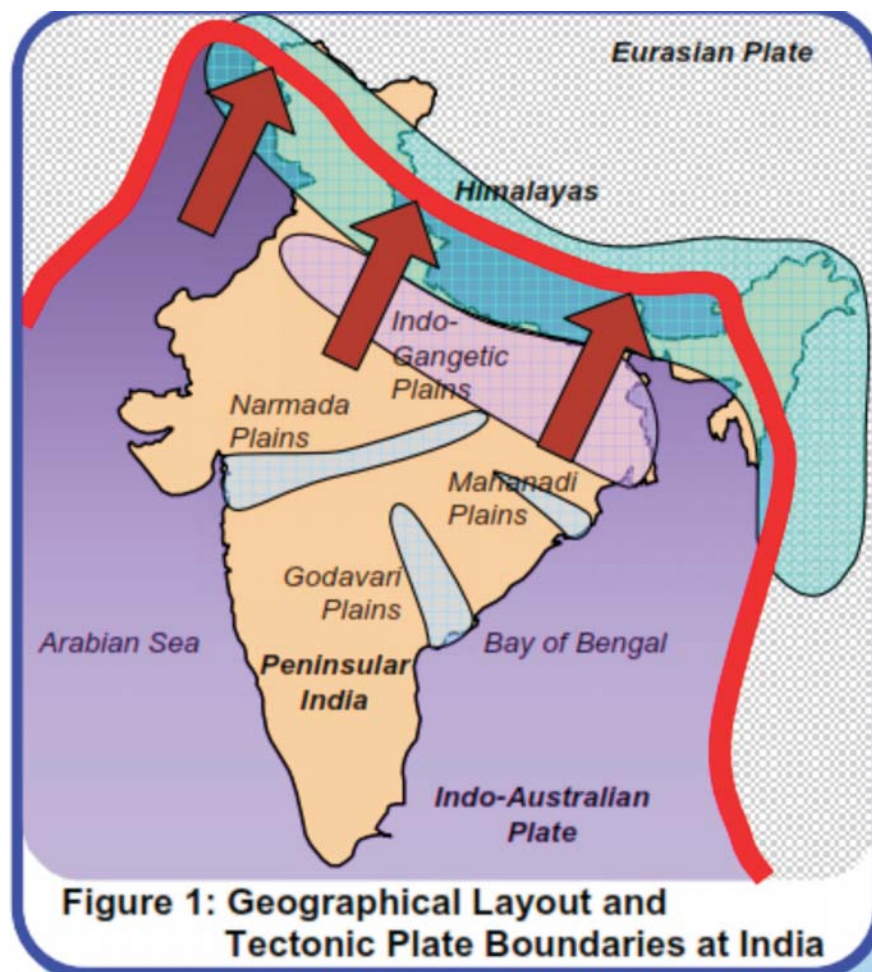 Eurasian Plate
Himalayas
Indo-
Gangetic
Plains
Narmada
Plains
Mahanadi
Plains
Godavari
Plains
Arabian Sea
Bay of Bengal
Peninsular
India
Indo-Australian
Plate
Figure 1: Geographical Layout and
Tectonic Plate Boundaries at India